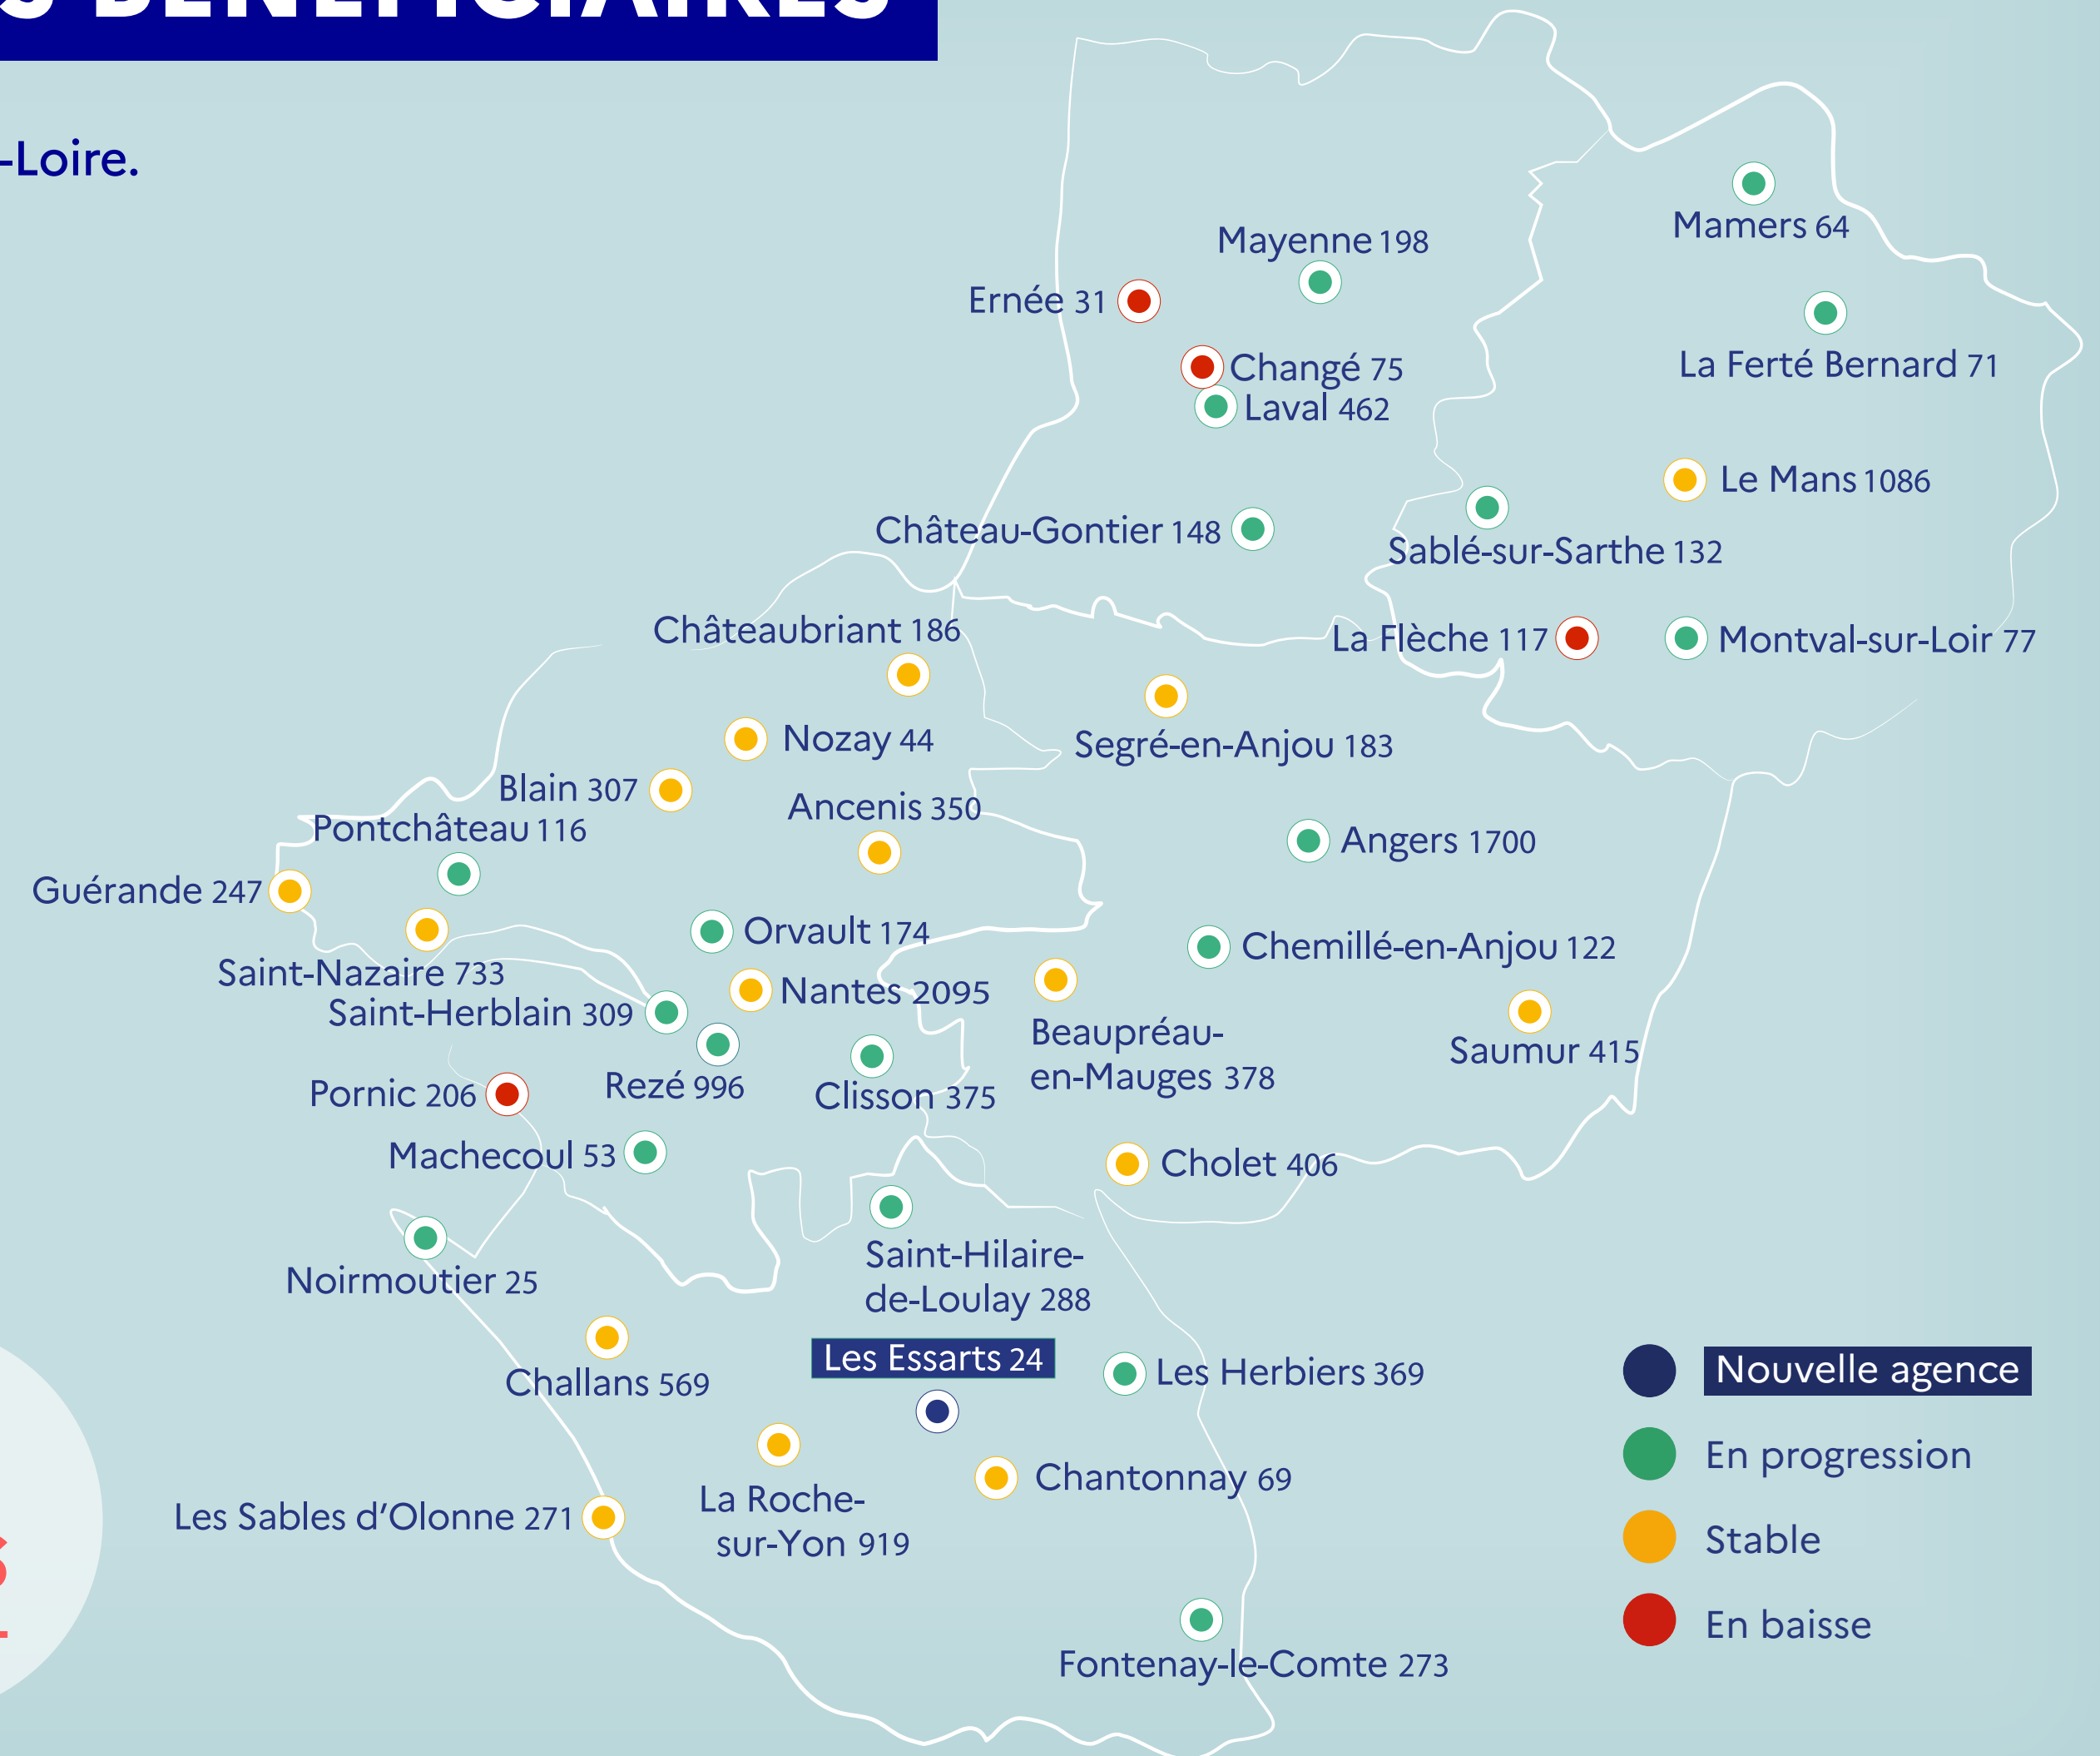 S BÉNÉFICIAIRES
-Loire.
Mamers 64
Mayenne 198
Ernée 31
La Ferté Bernard 71
Changé 75
Laval 462
Le Mans 1086
Château-Gontier 148
Sablé-sur-Sarthe 132
Châteaubriant 186
La Flèche 117
Montval-sur-Loir 77
Nozay 44
Segré-en-Anjou 183
Blain 307
Ancenis 350
Pontchâteau 116
Angers 1700
Guérande 247
Orvault 174
Chemillé-en-Anjou 122
Saint-Nazaire 733
Nantes 2095
Saint-Herblain 309
Beaupréau-
en-Mauges 378
Saumur 415
Rezé 996
Clisson 375
Pornic 206
Machecoul 53
Cholet 406
Saint-Hilaire-
de-Loulay 288
Noirmoutier 25
Les Essarts 24
Les Herbiers 369
Challans 569
Chantonnay 69
La Roche-
sur-Yon 919
Les Sables d'Olonne 271
Fontenay-le-Comte 273
Nouvelle agence
En progression
Stable
En baisse